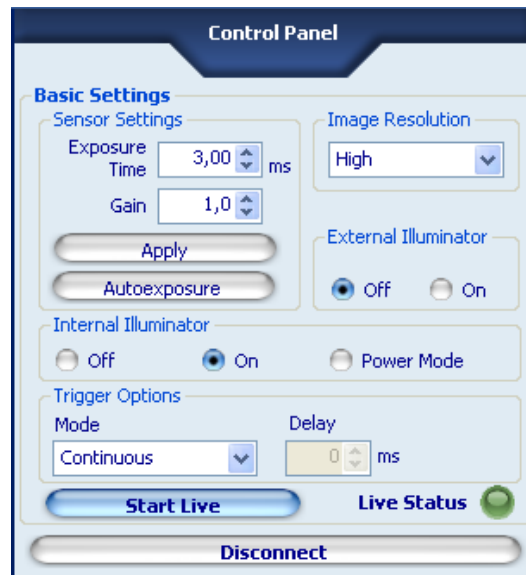 Control Panel
Basic Settings
Sensor Settings
Exposure Time 3,00 ms
Gain 1,0
Apply
Autoexposure
Image Resolution
High
External Illuminator
Off On
Internal Illuminator
Off On Power Mode
Trigger Options
Mode Delay
Continuous 0 ms
Start Live Live Status
Disconnect